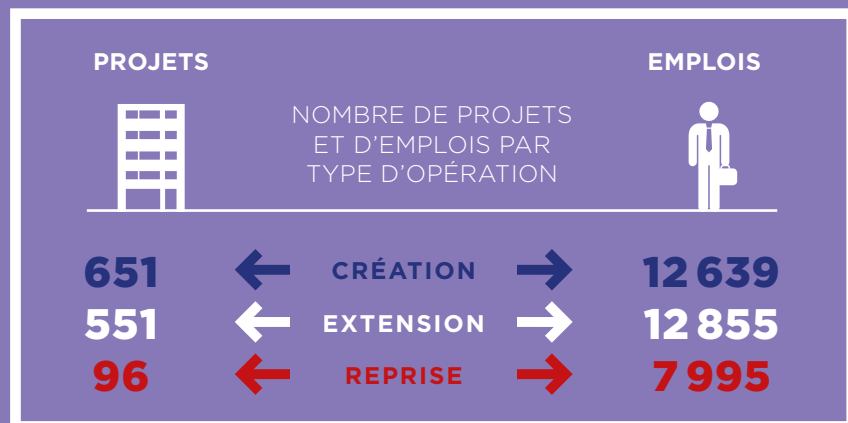 PROJETS
EMPLOIS
NOMBRE DE PROJETS
ET D’EMPLOIS PAR
TYPE D’OPÉRATION
651 CRÉATION 12 639
551 EXTENSION 12 855
96 REPRISE 7 995